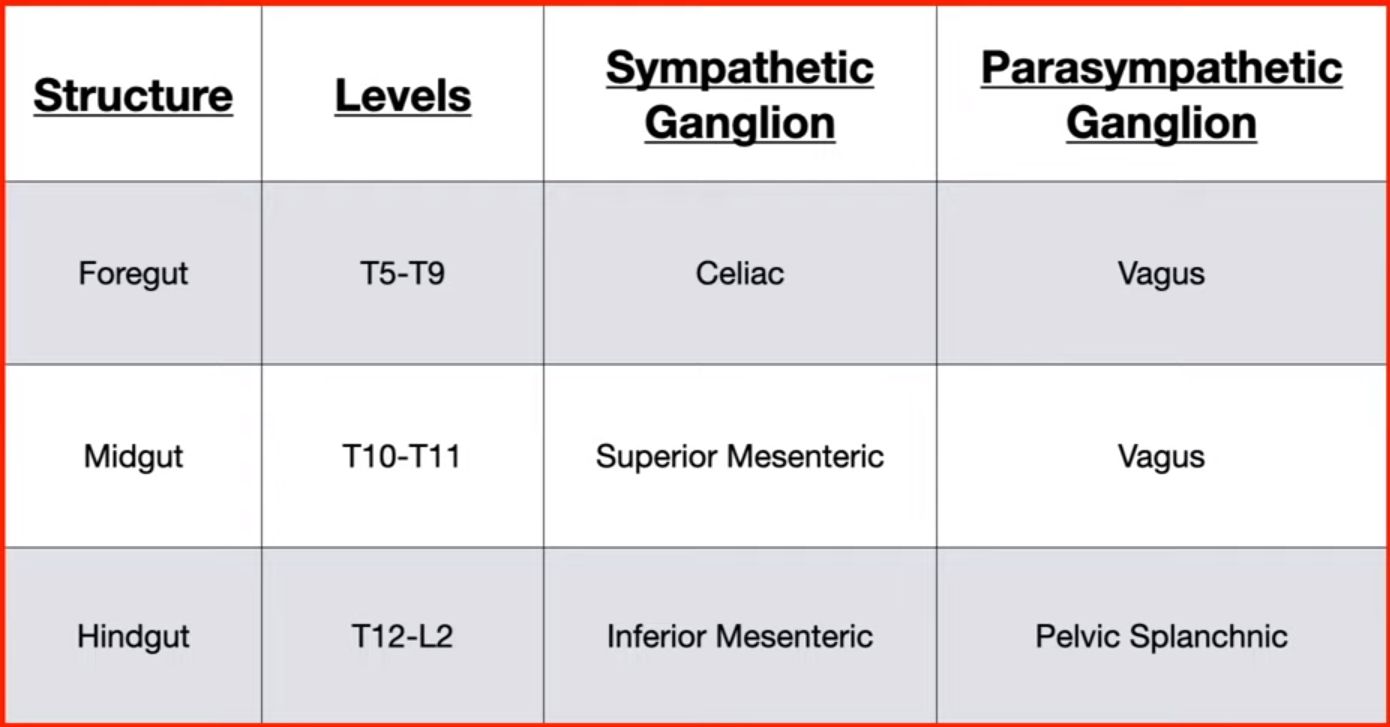 Structure
Levels
Sympathetic
Ganglion
Parasympathetic
Ganglion
Foregut
T5-T9
Celiac
Vagus
Midgut
T10-T11
Superior Mesenteric
Vagus
Hindgut
T12-L2
Inferior Mesenteric
Pelvic Splanchnic